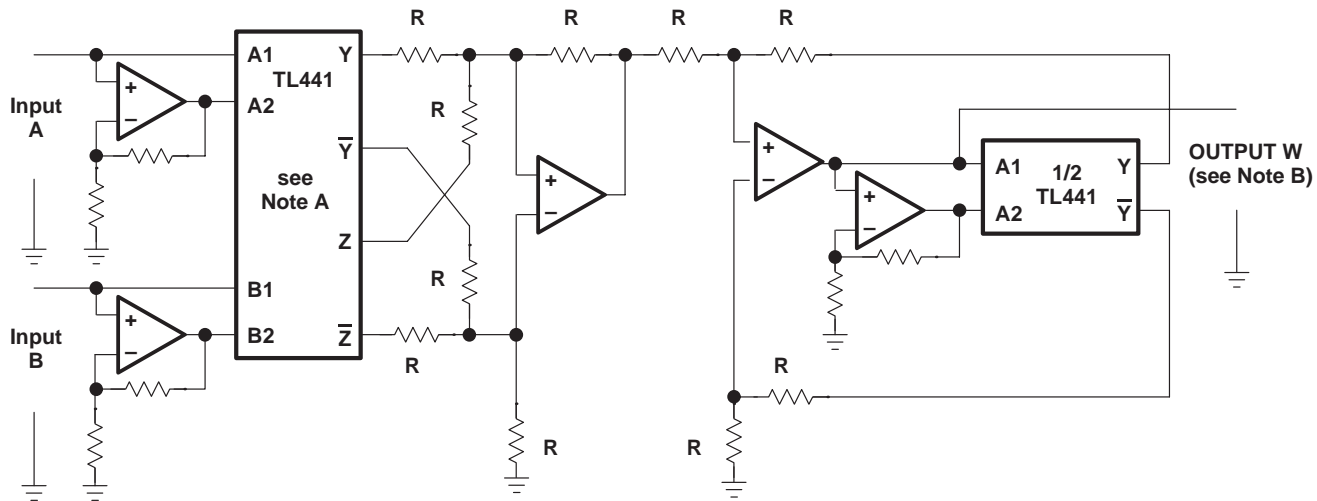 R
R
R
R
A1
Y
TL441
Input
A
+
−
A2
R
Y̅
see
Note A
+
−
Z
R
B1
Input
B
+
−
B2
Z̅
R
R
+
−
A1
1/2
TL441
Y
OUTPUT W
(see Note B)
+
−
A2
Y̅
R
R